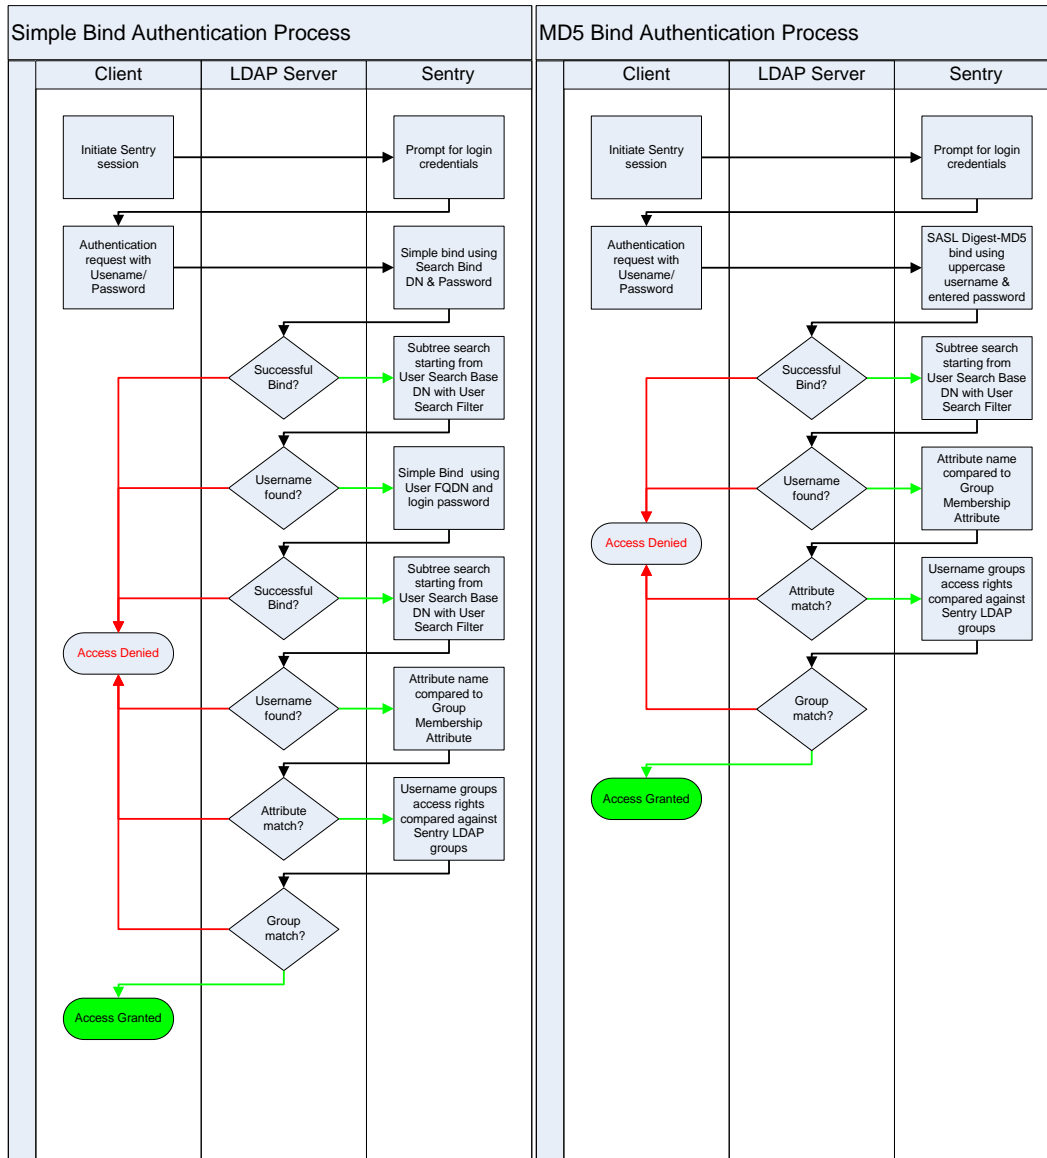 Simple Bind Authentication Process
Client
LDAP Server
Sentry
Initiate Sentry
session
Prompt for login
credentials
Authentication
request with
Usename/
Password
Simple bind using
Search Bind
DN & Password
Successful
Bind?
Subtree search
starting from
User Search Base
DN with User
Search Filter
Username
found?
Simple Bind  using
User FQDN and
login password
Successful
Bind?
Subtree search
starting from
User Search Base
DN with User
Search Filter
Access Denied
Username
found?
Attribute name
compared to
Group
Membership
Attribute
Attribute
match?
Username groups
access rights
compared against
Sentry LDAP
groups
Group
match?
Access Granted
MD5 Bind Authentication Process
Client
LDAP Server
Sentry
Initiate Sentry
session
Prompt for login
credentials
Authentication
request with
Usename/
Password
SASL Digest-MD5
bind using
uppercase
username &
entered password
Successful
Bind?
Subtree search
starting from
User Search Base
DN with User
Search Filter
Username
found?
Attribute name
compared to
Group
Membership
Attribute
Access Denied
Attribute
match?
Username groups
access rights
compared against
Sentry LDAP
groups
Group
match?
Access Granted